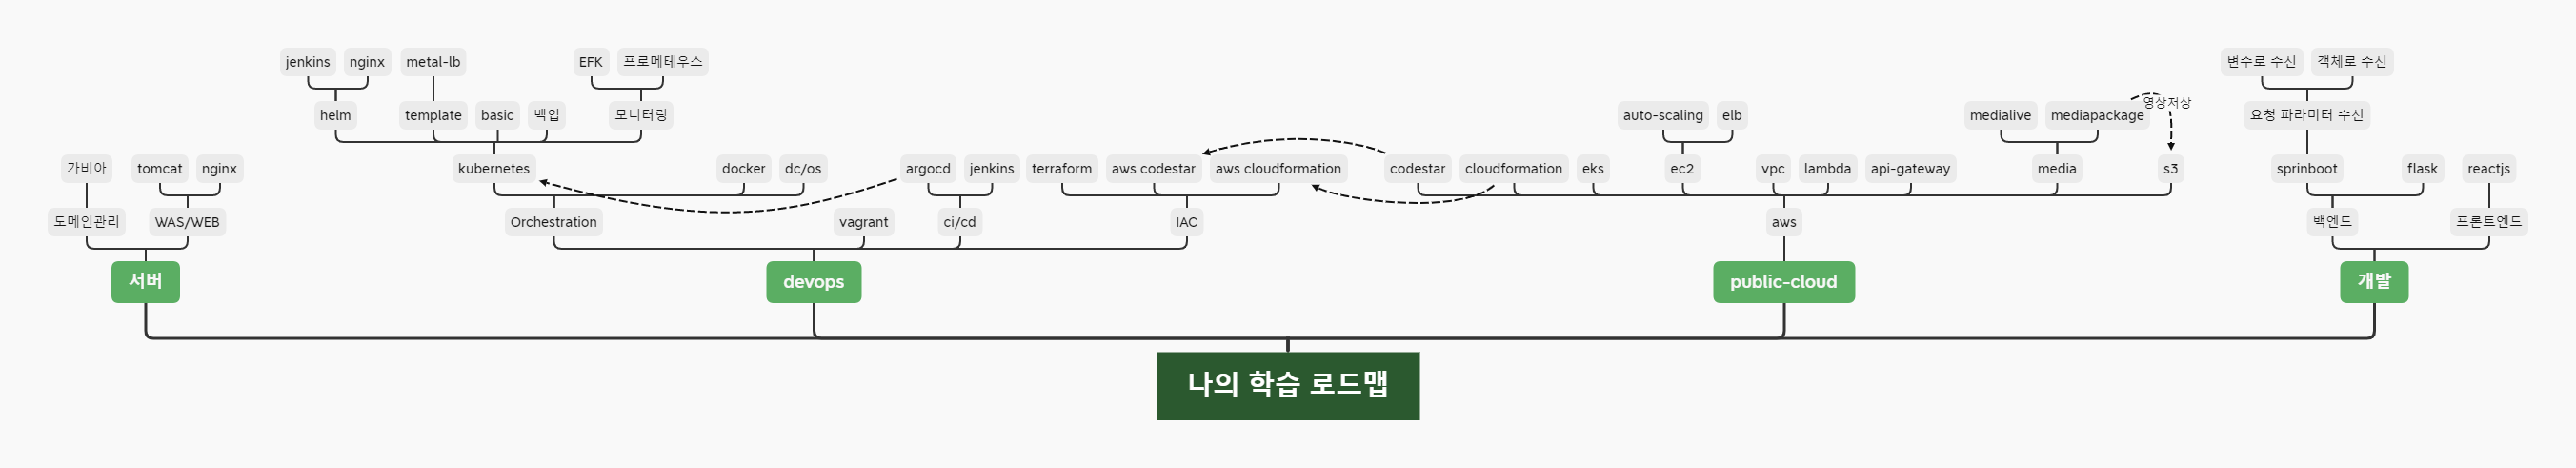 jenkins nginx metal-lb EFK 프로메테우스 변수로 수신 객체로 수신
helm template basic 백업 모니터링 auto-scaling elb medialive mediapackage 영상저상 요청 파라미터 수신
가비아 tomcat nginx kubernetes docker dc/os argocd jenkins terraform aws codestar aws cloudformation codestar cloudformation eks ec2 vpc lambda api-gateway media s3 sprinboot flask reactjs
도메인관리 WAS/WEB Orchestration vagrant ci/cd IAC aws 백엔드 프론트엔드
서버 devops public-cloud 개발
나의 학습 로드맵